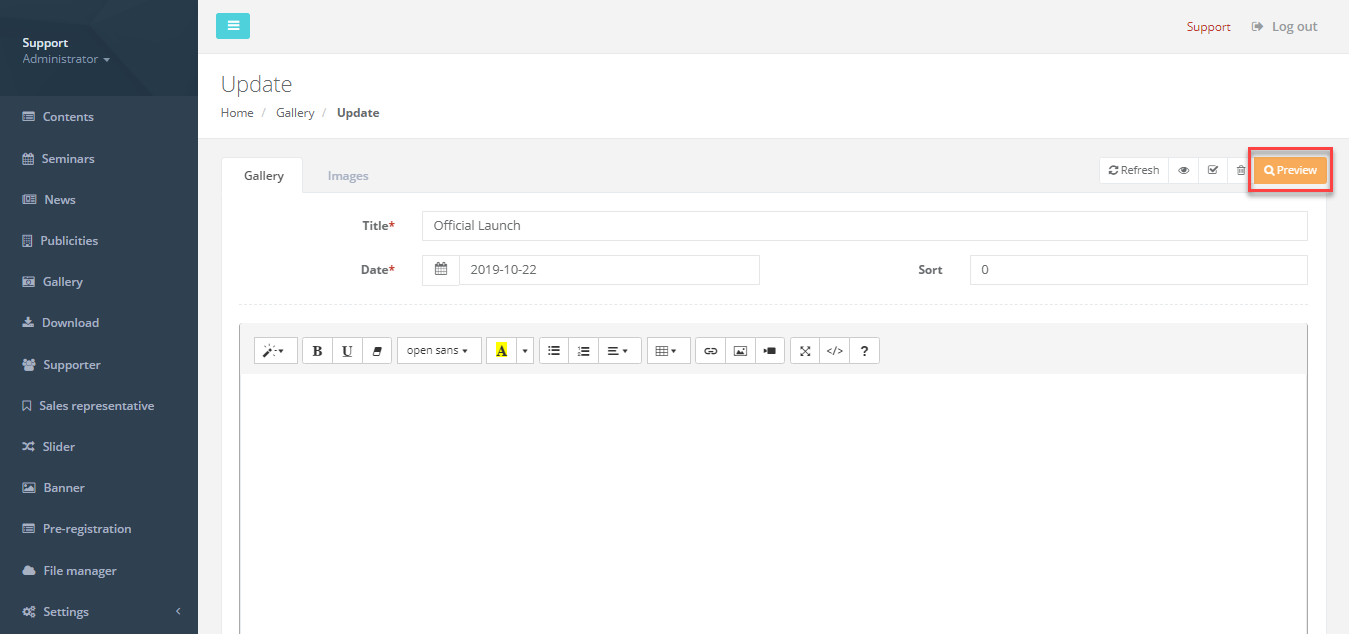 Support
Administrator
Contents
Seminars
News
Publicities
Gallery
Download
Supporter
Sales representative
Slider
Banner
Pre-registration
File manager
Settings
Support Log out
Update
Home / Gallery / Update
Gallery Images
Refresh Preview
Title* Official Launch
Date* 2019-10-22 Sort 0
B U open sans A </> ?